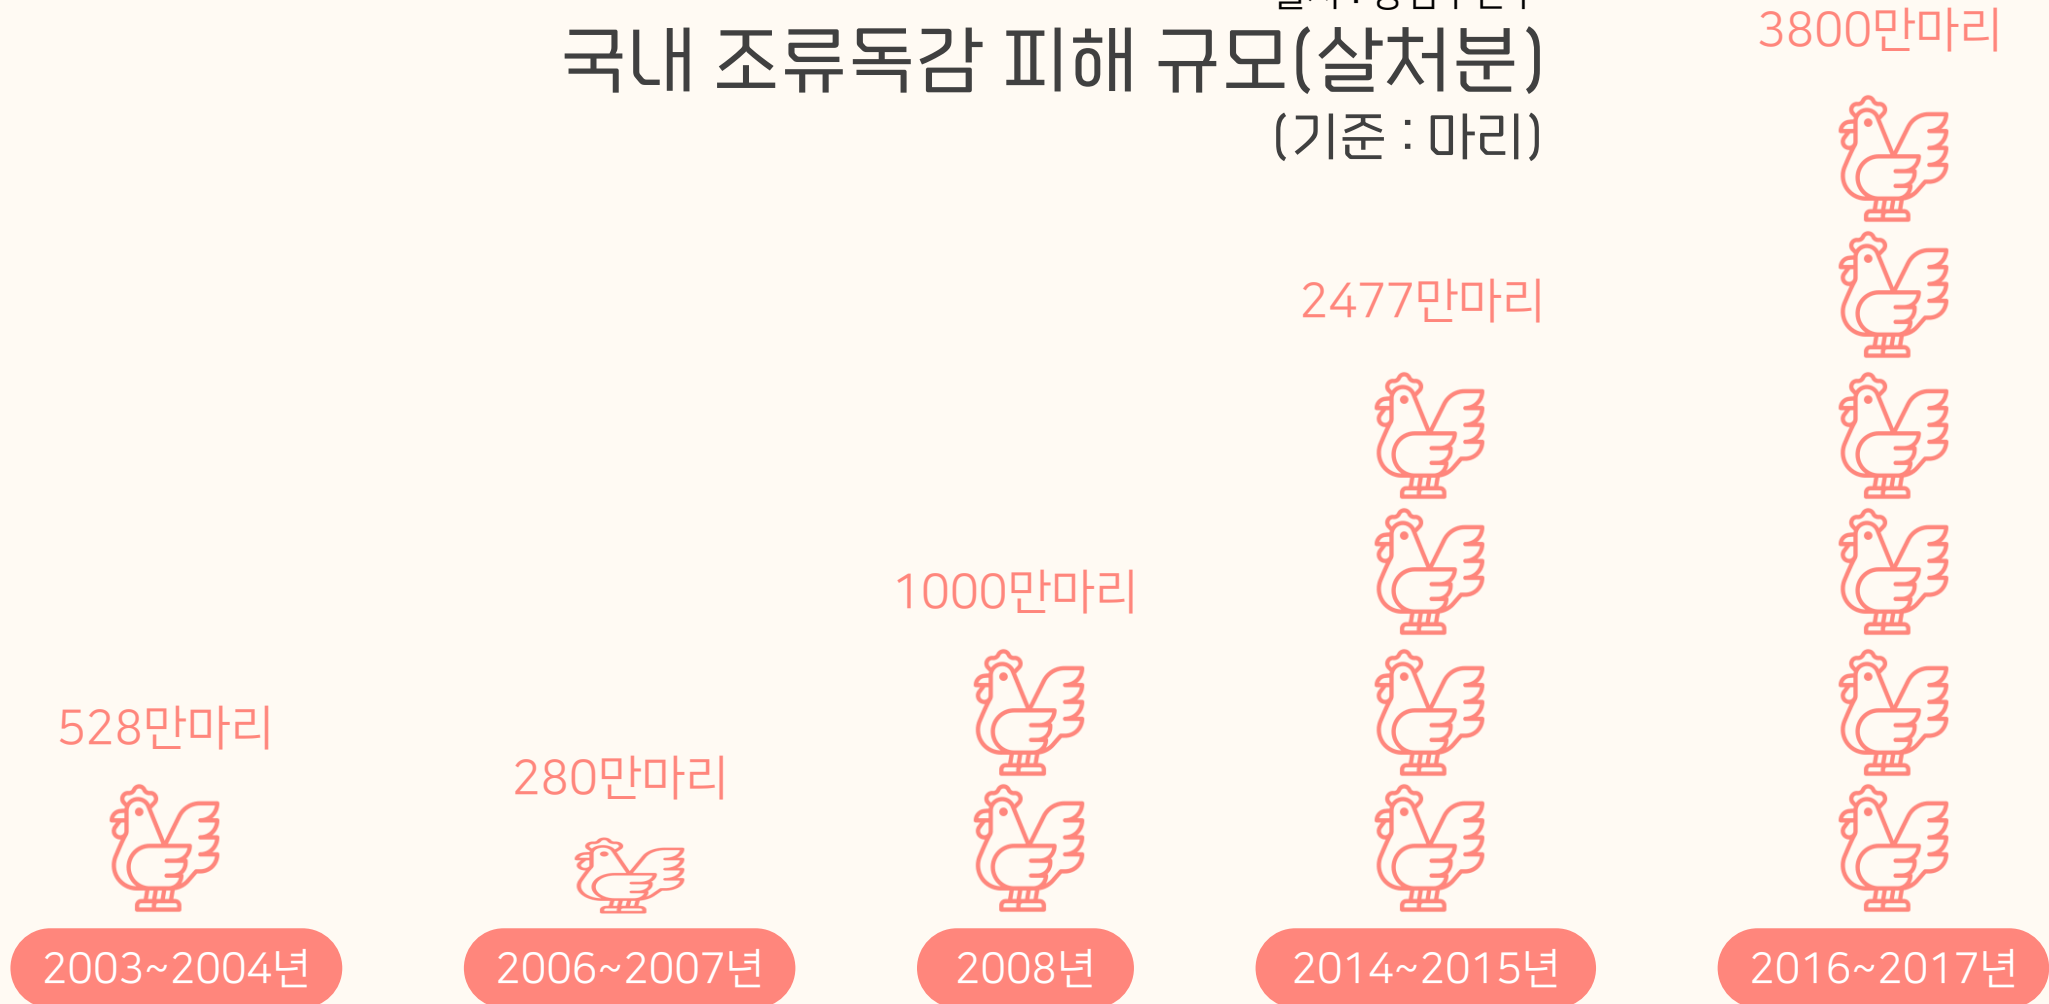 국내 조류독감 피해 규모(살처분)
(기준 : 마리)
3800만마리
2477만마리
1000만마리
528만마리
280만마리
2003~2004년
2006~2007년
2008년
2014~2015년
2016~2017년